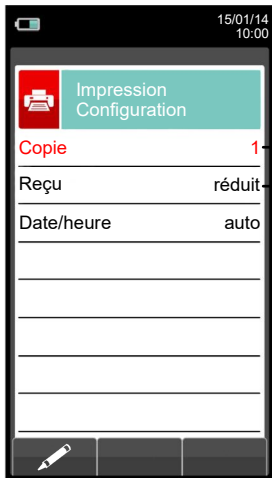 15/01/14
10:00
Impression
Configuration
Copie 1
Reçu réduit
Date/heure auto